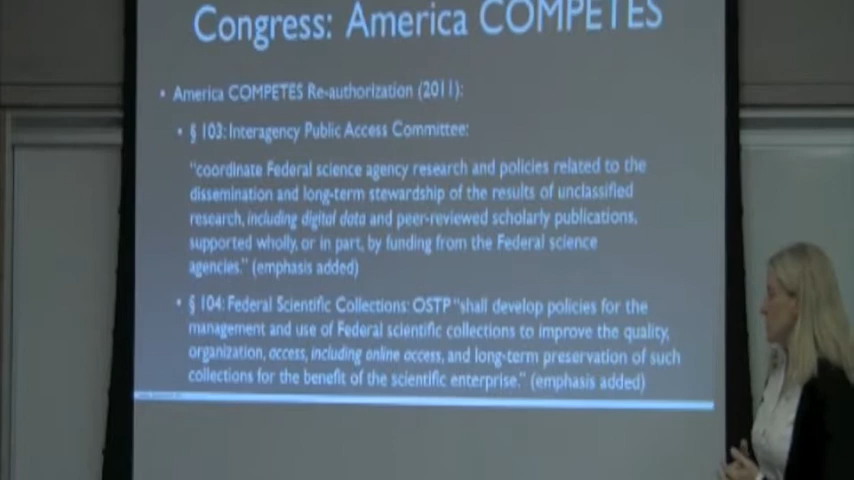 Congress: America COMPETES
• America COMPETES Re-authorization (2011):
• § 103: Interagency Public Access Committee:
"coordinate Federal science agency research and policies related to the
dissemination and long-term stewardship of the results of unclassified
research, including digital data and peer-reviewed scholarly publications,
supported wholly, or in part, by funding from the Federal science
agencies." (emphasis added)
• § 104: Federal Scientific Collections: OSTP "shall develop policies for the
management and use of Federal scientific collections to improve the quality,
organization, access, including online access, and long-term preservation of such
collections for the benefit of the scientific enterprise." (emphasis added)